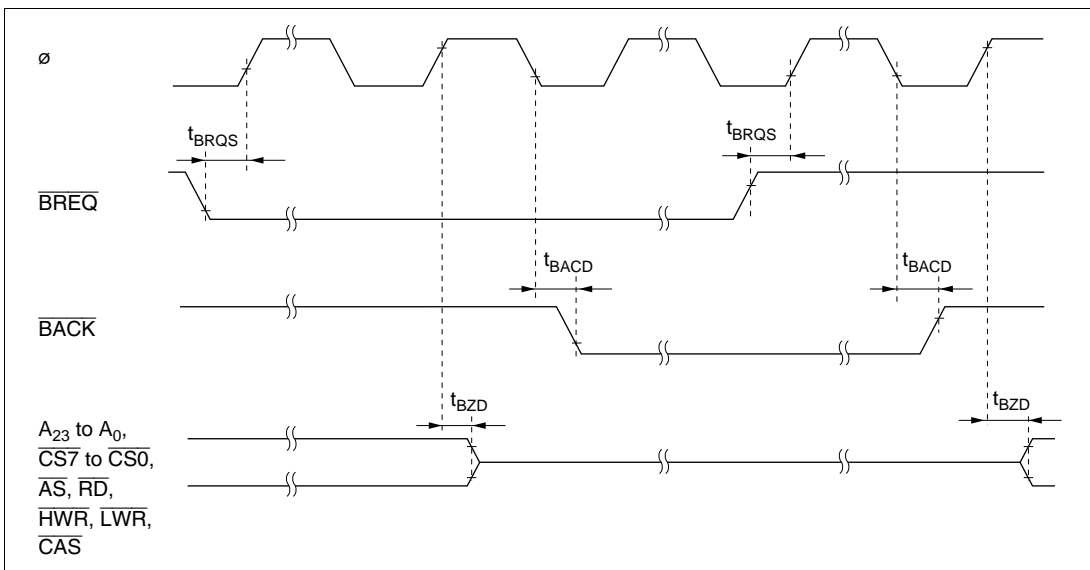 ø
tBRQS
tBRQS
BREQ
tBACD
tBACD
BACK
tBZD
tBZD
A23 to A0,
CS7 to CS0,
AS, RD,
HWR, LWR,
CAS